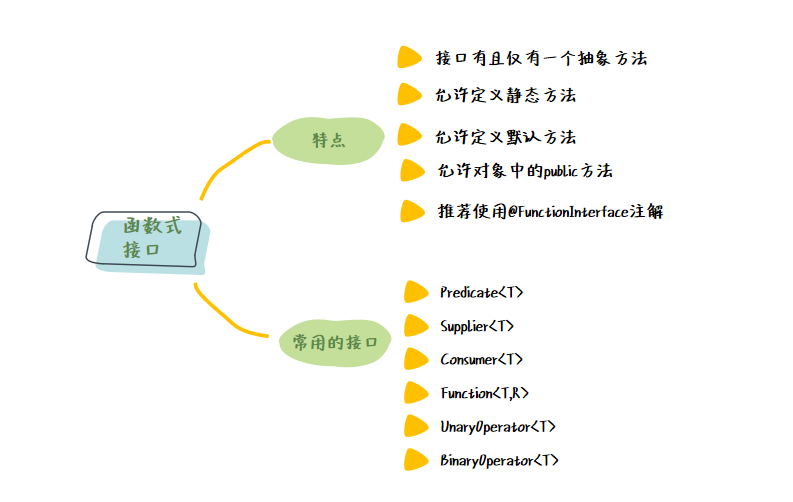 函数式
接口
特点
接口有且仅有一个抽象方法
允许定义静态方法
允许定义默认方法
允许对象中的public方法
推荐使用@FunctionInterface注解
常用的接口
Predicate<T>
Supplier<T>
Consumer<T>
Function<T,R>
UnaryOperator<T>
BinaryOperator<T>